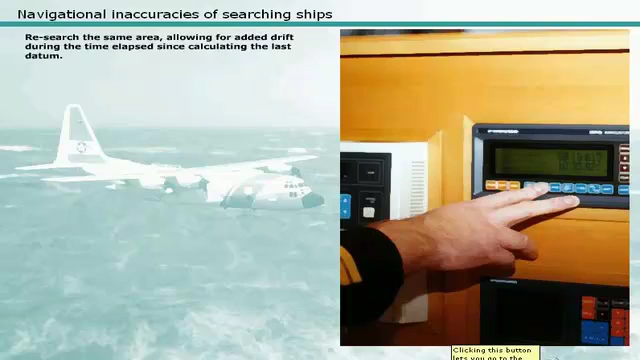 Navigational inaccuracies of searching ships
Re-search the same area, allowing for added drift
during the time elapsed since calculating the last
datum.
Clicking this button
lets you go to the